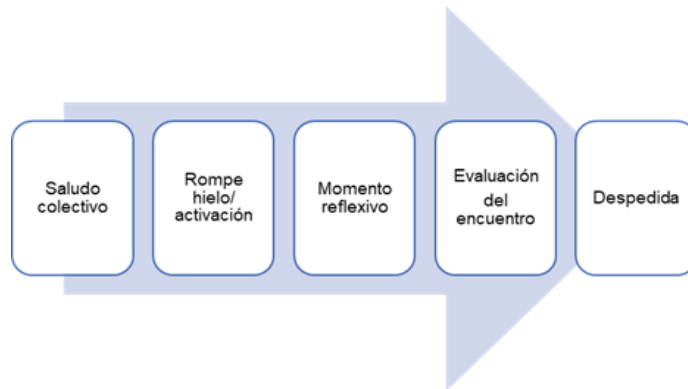 Saludo
colectivo
Rompe
hielo/
activación
Momento
reflexivo
Evaluación
del
encuentro
Despedida